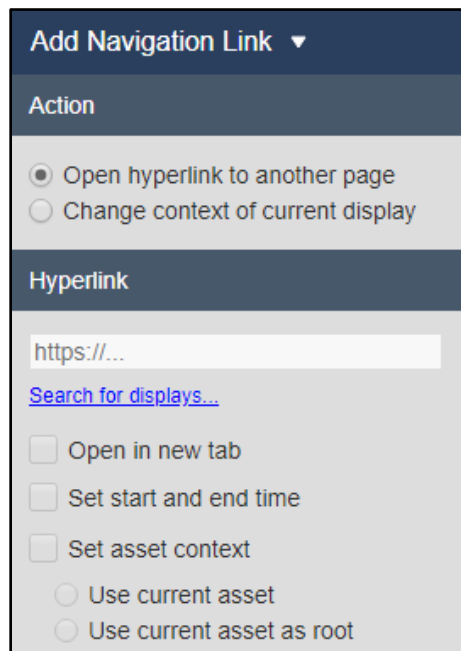 Add Navigation Link
Action
Open hyperlink to another page
Change context of current display
Hyperlink
https://...
Search for displays...
Open in new tab
Set start and end time
Set asset context
Use current asset
Use current asset as root